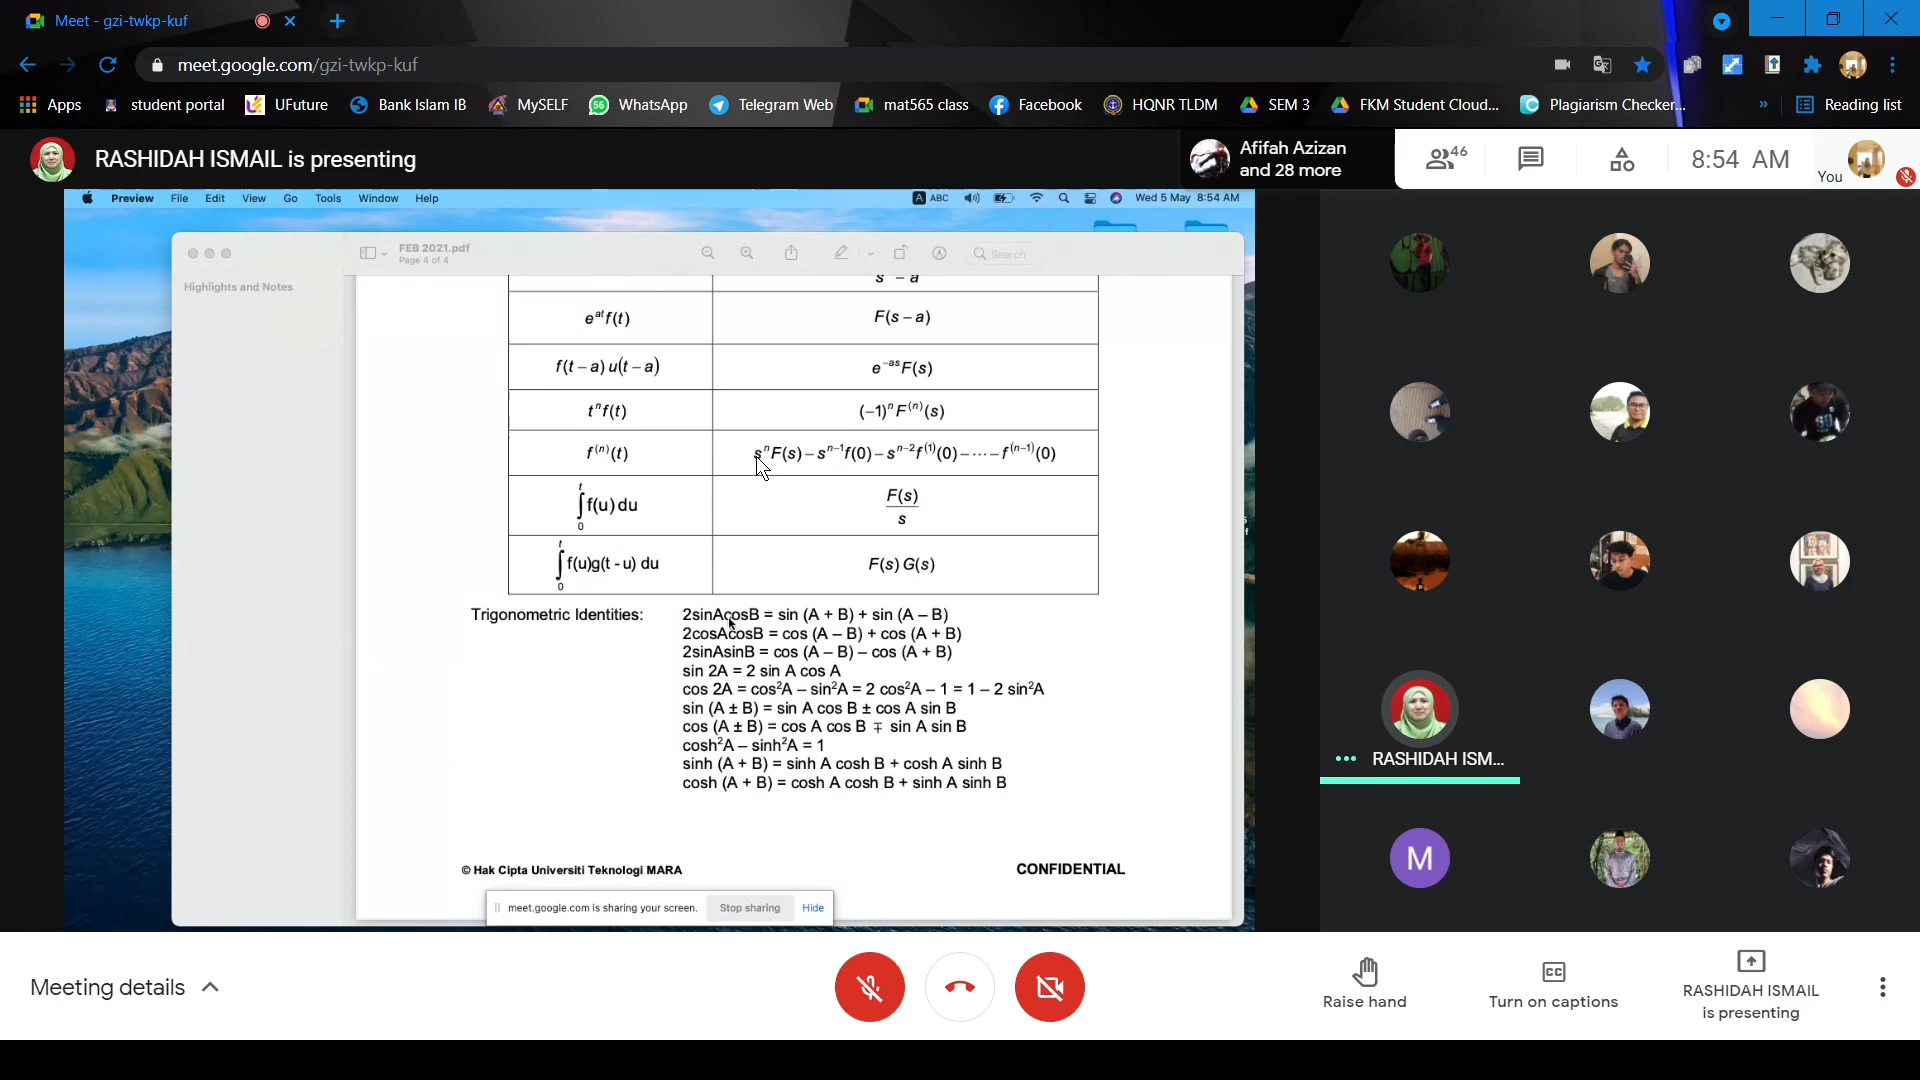 Meet - gzi-twkp-kuf
meet.google.com/gzi-twkp-kuf
Apps student portal UFuture Bank Islam IB MySELF 56 WhatsApp Telegram Web mat565 class Facebook HQNR TLDM SEM 3 FKM Student Cloud... Plagiarism Checker... » Reading list
RASHIDAH ISMAIL is presenting
Afifah Azizan
and 28 more
46
8:54 AM
You
Preview File Edit View Go Tools Window Help
A ABC Wed 5 May 8:54 AM
FEB 2021.pdf
Page 4 of 4
Search
Highlights and Notes
s − a
e^{at} f(t) F(s – a)
f(t – a) u(t – a) e^{–as} F(s)
t^n f(t) (–1)^n F^{(n)}(s)
f^{(n)}(t) s^n F(s) – s^{n–1} f(0) – s^{n–2} f^{(1)}(0) – ··· – f^{(n–1)}(0)
∫_0^t f(u) du F(s)/s
∫_0^t f(u)g(t - u) du F(s) G(s)
Trigonometric Identities: 2sinAcosB = sin (A + B) + sin (A – B)
2cosAcosB = cos (A – B) + cos (A + B)
2sinAsinB = cos (A – B) – cos (A + B)
sin 2A = 2 sin A cos A
cos 2A = cos²A – sin²A = 2 cos²A – 1 = 1 – 2 sin²A
sin (A ± B) = sin A cos B ± cos A sin B
cos (A ± B) = cos A cos B ∓ sin A sin B
cosh²A – sinh²A = 1
sinh (A + B) = sinh A cosh B + cosh A sinh B
cosh (A + B) = cosh A cosh B + sinh A sinh B
© Hak Cipta Universiti Teknologi MARA CONFIDENTIAL
meet.google.com is sharing your screen. Stop sharing Hide
RASHIDAH ISM...
M
Meeting details
Raise hand
Turn on captions
RASHIDAH ISMAIL
is presenting